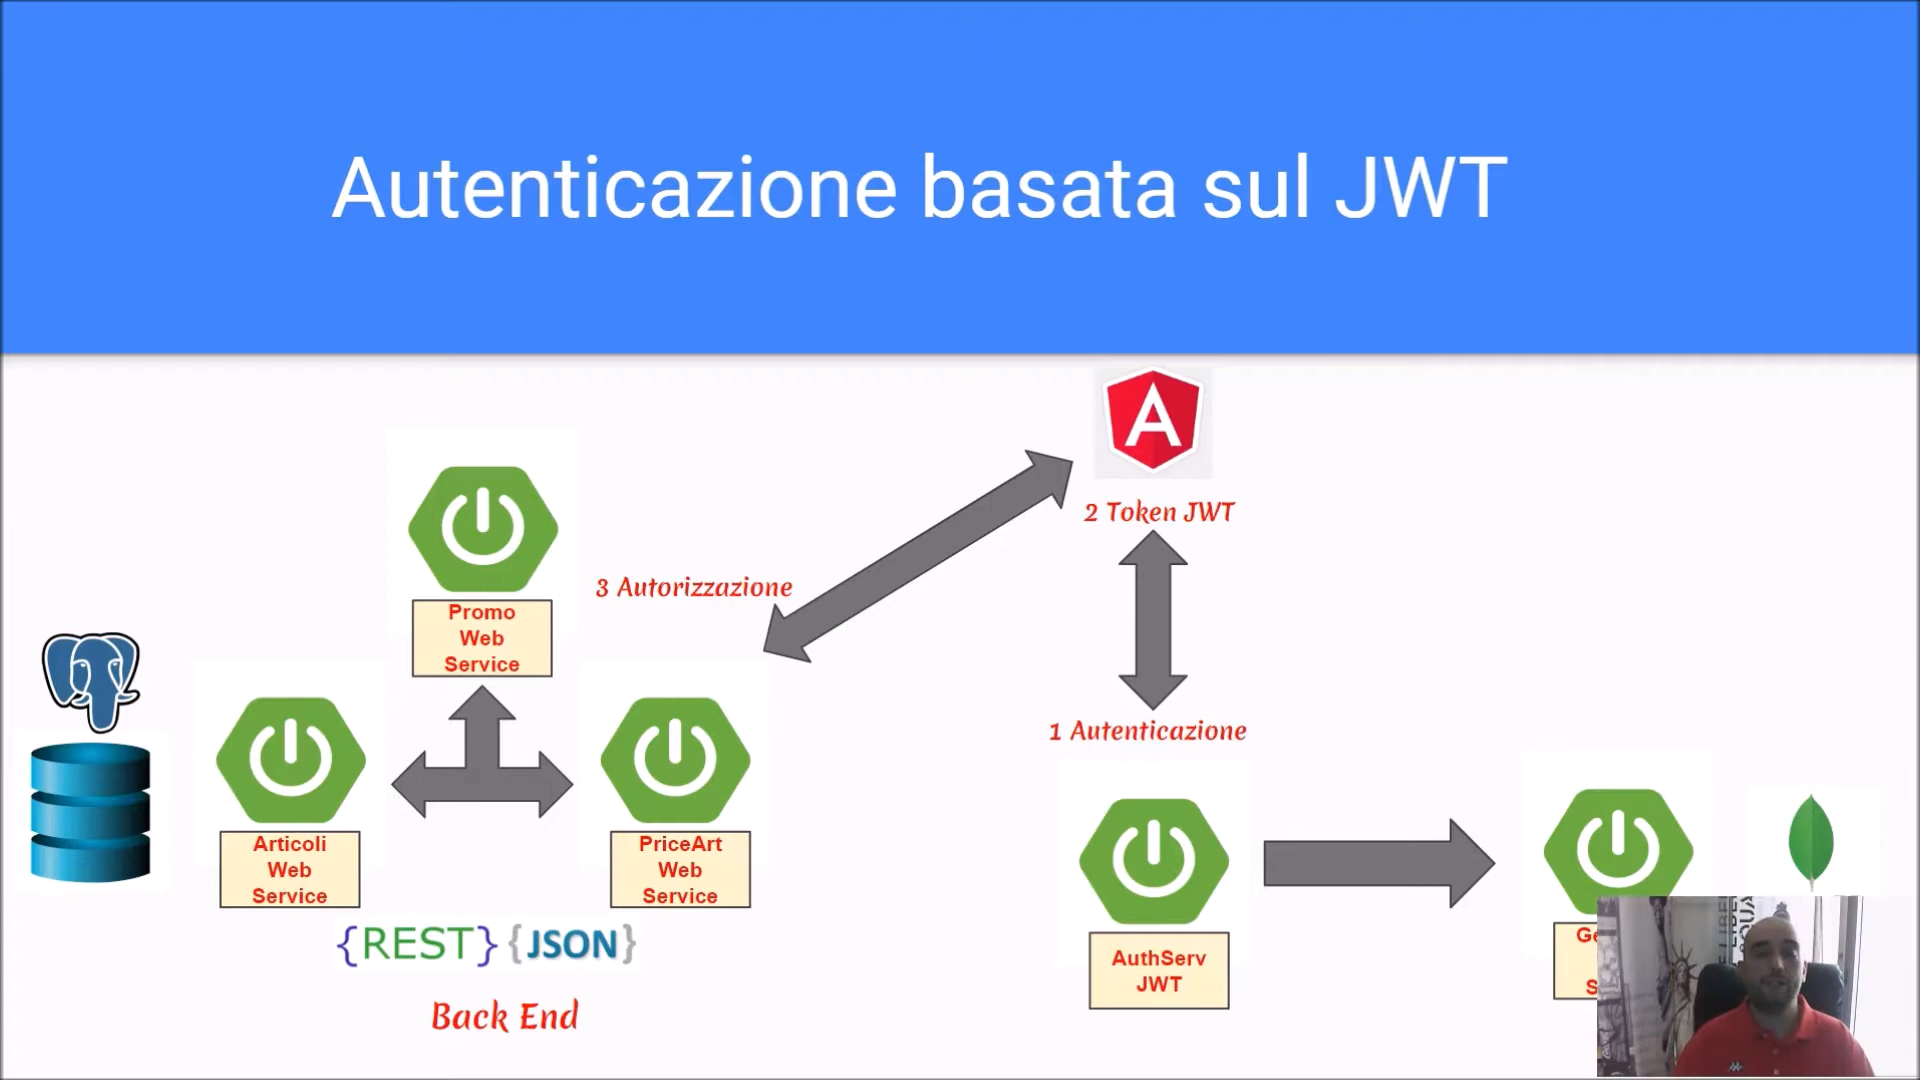 Autenticazione basata sul JWT
2 Token JWT
3 Autorizzazione
Promo
Web
Service
1 Autenticazione
Articoli
Web
Service
PriceArt
Web
Service
{REST} {JSON}
Back End
AuthServ
JWT